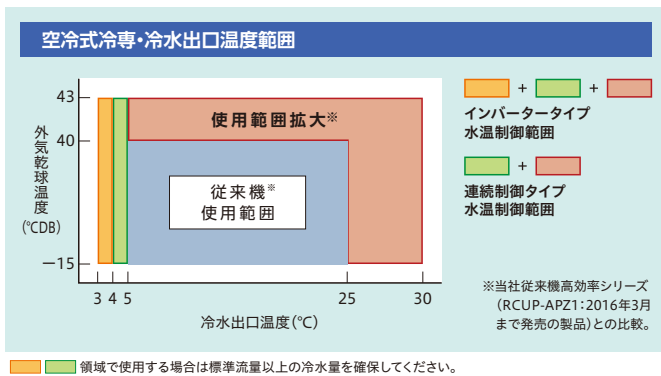 空冷式冷専・冷水出口温度範囲
43
40
−15
外気乾球温度
(℃DB)
使用範囲拡大※
従来機※
使用範囲
3 4 5 25 30
冷水出口温度(℃)
+ +
インバータータイプ
水温制御範囲
+
連続制御タイプ
水温制御範囲
※当社従来機高効率シリーズ
(RCUP-APZ1:2016年3月
まで発売の製品)との比較。
領域で使用する場合は標準流量以上の冷水量を確保してください。